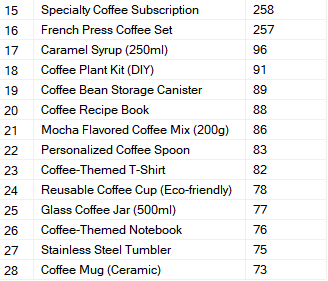 15 Specialty Coffee Subscription 258
16 French Press Coffee Set 257
17 Caramel Syrup (250ml) 96
18 Coffee Plant Kit (DIY) 91
19 Coffee Bean Storage Canister 89
20 Coffee Recipe Book 88
21 Mocha Flavored Coffee Mix (200g) 86
22 Personalized Coffee Spoon 83
23 Coffee-Themed T-Shirt 82
24 Reusable Coffee Cup (Eco-friendly) 78
25 Glass Coffee Jar (500ml) 77
26 Coffee-Themed Notebook 76
27 Stainless Steel Tumbler 75
28 Coffee Mug (Ceramic) 73